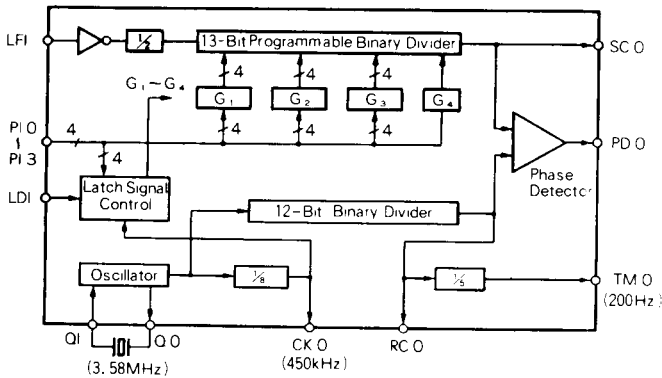 LFI
1/2
13-Bit Programmable Binary Divider
SC O
4 4 4
G₁~G₄
G₁ G₂ G₃ G₄
PI 0
~
PI 3
4
4
4 4 4
PD O
Phase
Detector
LDI
Latch Signal
Control
12-Bit Binary Divider
Oscillator
1/8
1/5
TM O
(200Hz)
QI
Q O
(3.58MHz)
CK O
(450kHz)
RC O